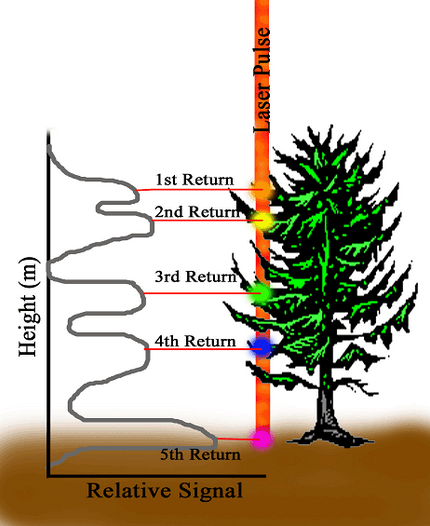 Laser Pulse
1st Return
2nd Return
3rd Return
4th Return
5th Return
Height (m)
Relative Signal